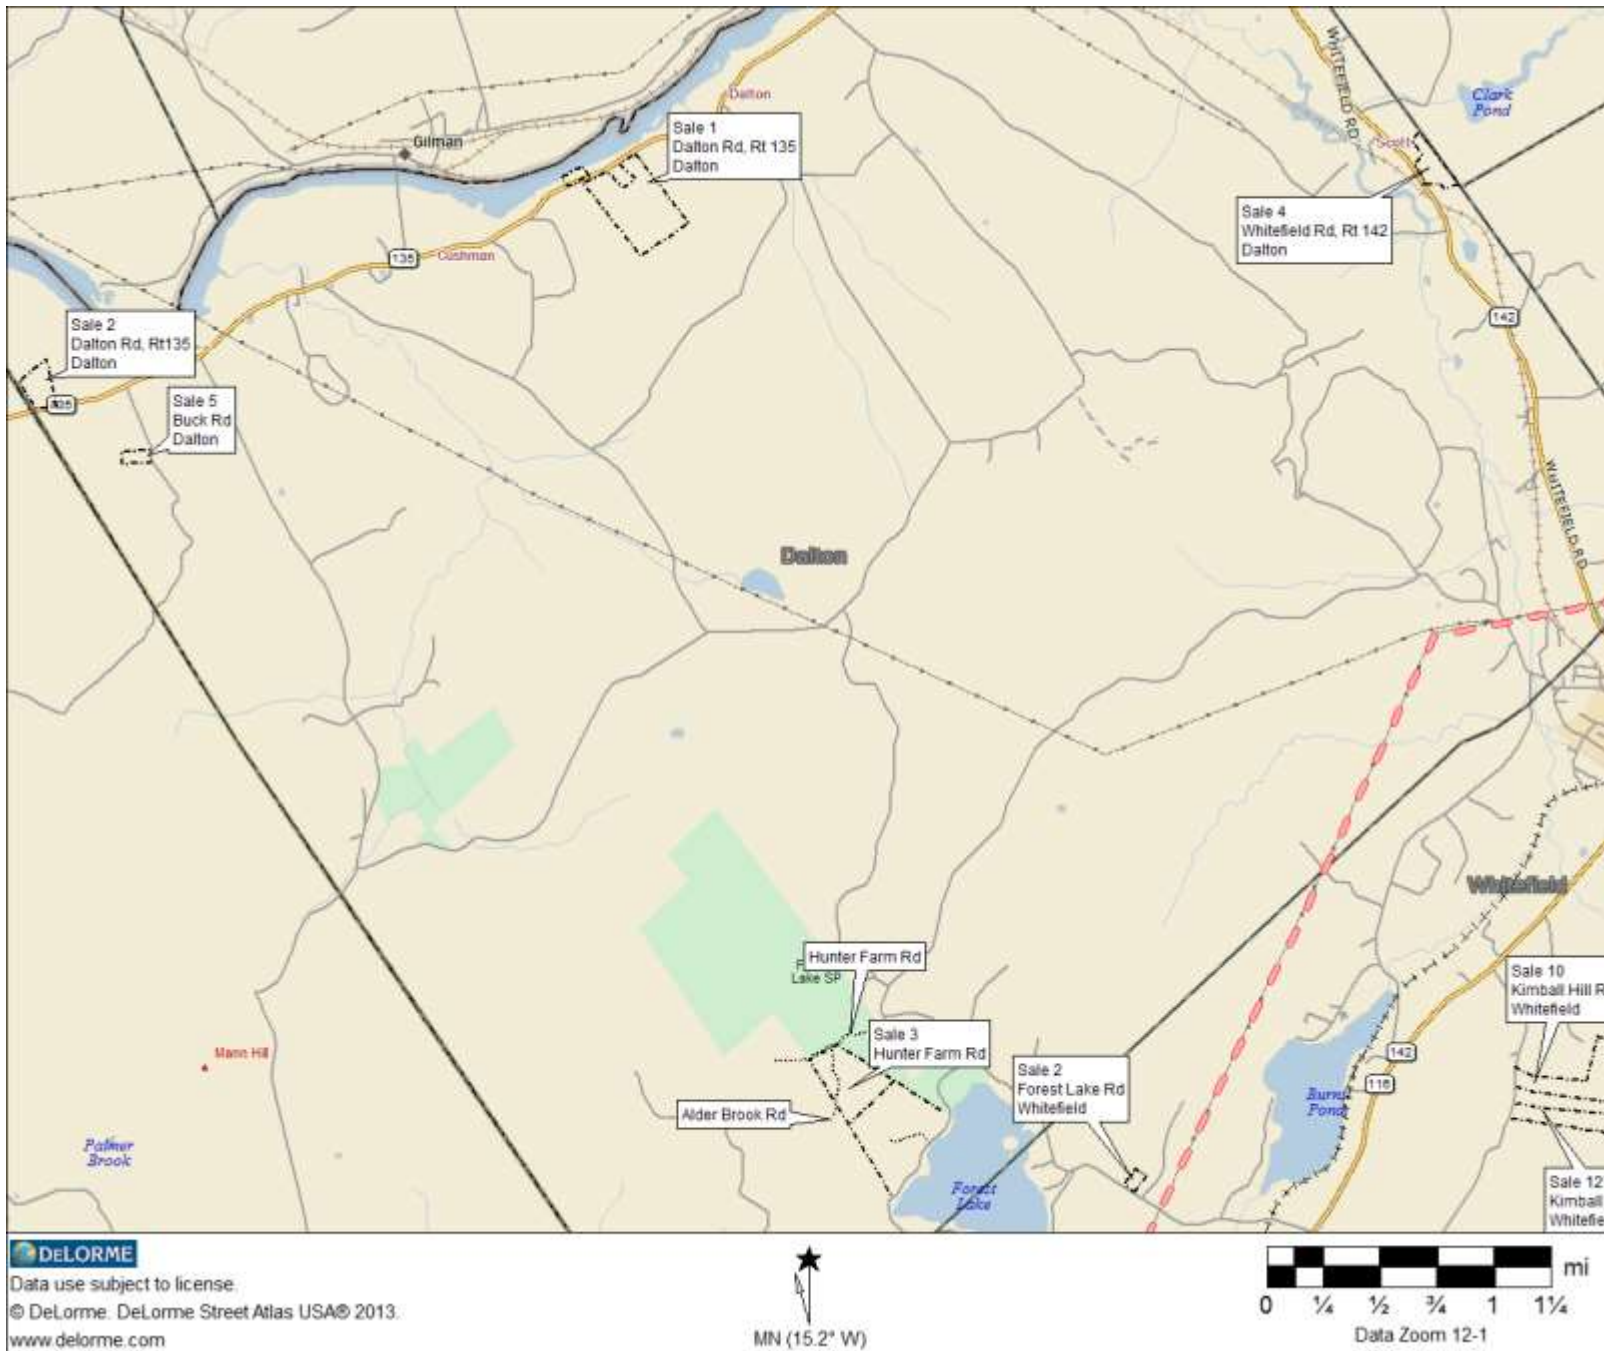 WHITEFIELD RD
Clark
Pond
Dalton
Gilman
Scott
Sale 1
Dalton Rd, Rt 135
Dalton
Sale 4
Whitefield Rd, Rt 142
Dalton
135
Cushman
142
Sale 2
Dalton Rd, Rt135
Dalton
135
Sale 5
Buck Rd
Dalton
WHITEFIELD RD
Dalton
Whitefield
Hunter Farm Rd
Lake SP
Sale 10
Kimball Hill R
Whitefield
Sale 3
Hunter Farm Rd
Mann Hill
142
Sale 2
Forest Lake Rd
Whitefield
116
Burns
Pond
Alder Brook Rd
Palmer
Brook
Forest
Lake
Sale 12
Kimball
Whitefie
DELORME
Data use subject to license.
© DeLorme. DeLorme Street Atlas USA® 2013.
www.delorme.com
MN (15.2° W)
mi
0 ¼ ½ ¾ 1 1¼
Data Zoom 12-1